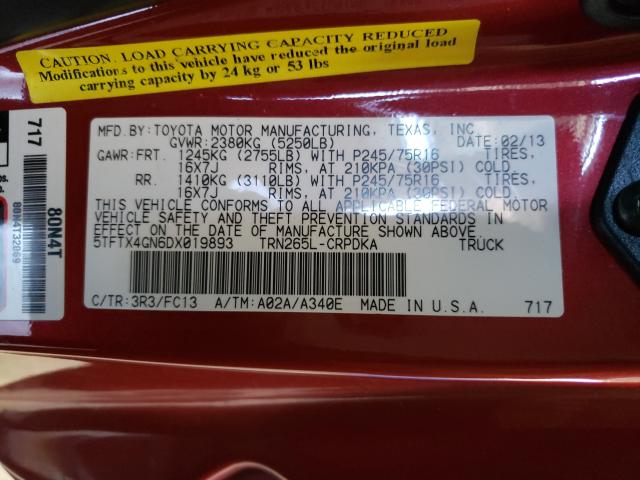 CAUTION. LOAD CARRYING CAPACITY REDUCED
Modifications to this vehicle have reduced the original load
carrying capacity by 24 kg or 53 lbs
MFD.BY:TOYOTA MOTOR MANUFACTURING, TEXAS, INC.
GVWR:2380KG (5250LB) DATE:02/13
GAWR:FRT. 1245KG (2755LB) WITH P245/75R16 TIRES,
16X7J RIMS, AT 210KPA (30PSI) COLD.
RR. 1410KG (3110LB) WITH P245/75R16 TIRES,
16X7J RIMS, AT 210KPA (30PSI) COLD.
THIS VEHICLE CONFORMS TO ALL APPLICABLE FEDERAL MOTOR
VEHICLE SAFETY AND THEFT PREVENTION STANDARDS IN
EFFECT ON THE DATE OF MANUFACTURE SHOWN ABOVE.
5TFTX4GN6DX019893 TRN265L-CRPDKA TRUCK
C/TR:3R3/FC13 A/TM:A02A/A340E MADE IN U.S.A. 717
717
80N4T